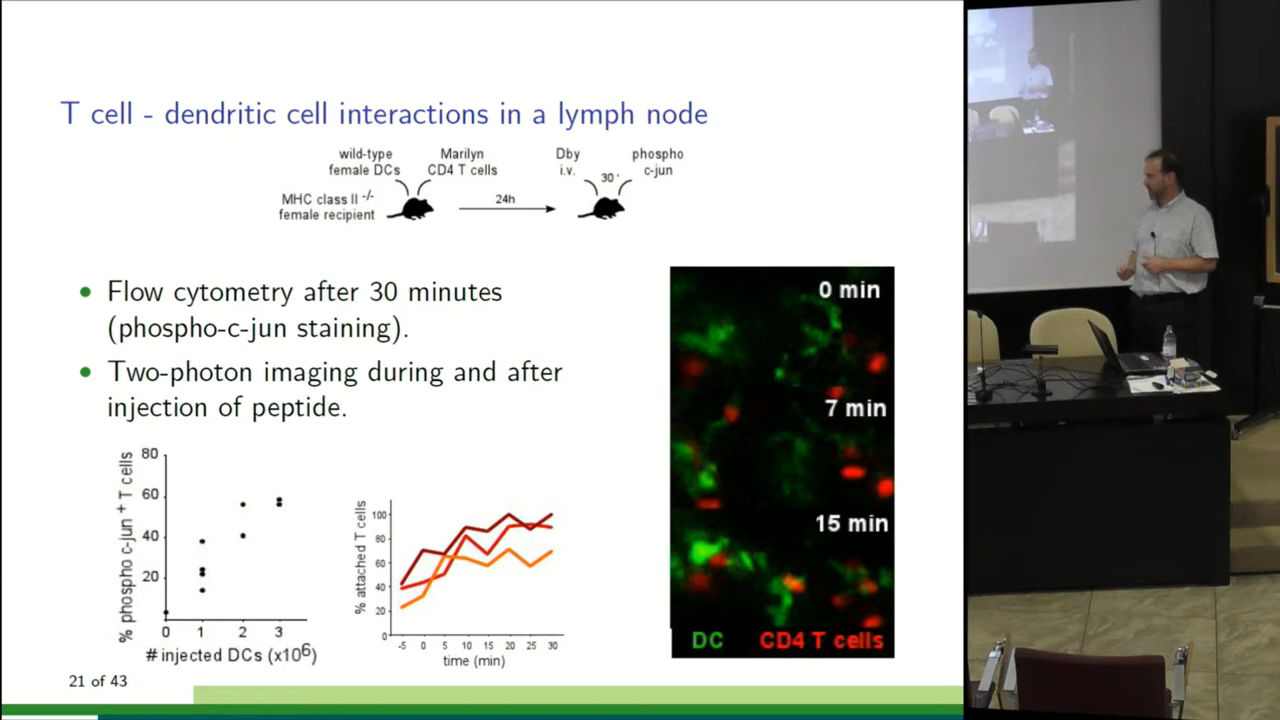 T cell - dendritic cell interactions in a lymph node
wild-type
female DCs
Marilyn
CD4 T cells
MHC class II -/-
female recipient
24h
Dby
i.v.
30'
phospho
c-jun
• Flow cytometry after 30 minutes
(phospho-c-jun staining).
• Two-photon imaging during and after
injection of peptide.
% phospho c-jun + T cells
80
60
40
20
0 1 2 3
# injected DCs (x10⁶)
% attached T cells
100
80
60
40
20
0
-5 0 5 10 15 20 25 30
time (min)
0 min
7 min
15 min
DC CD4 T cells
21 of 43